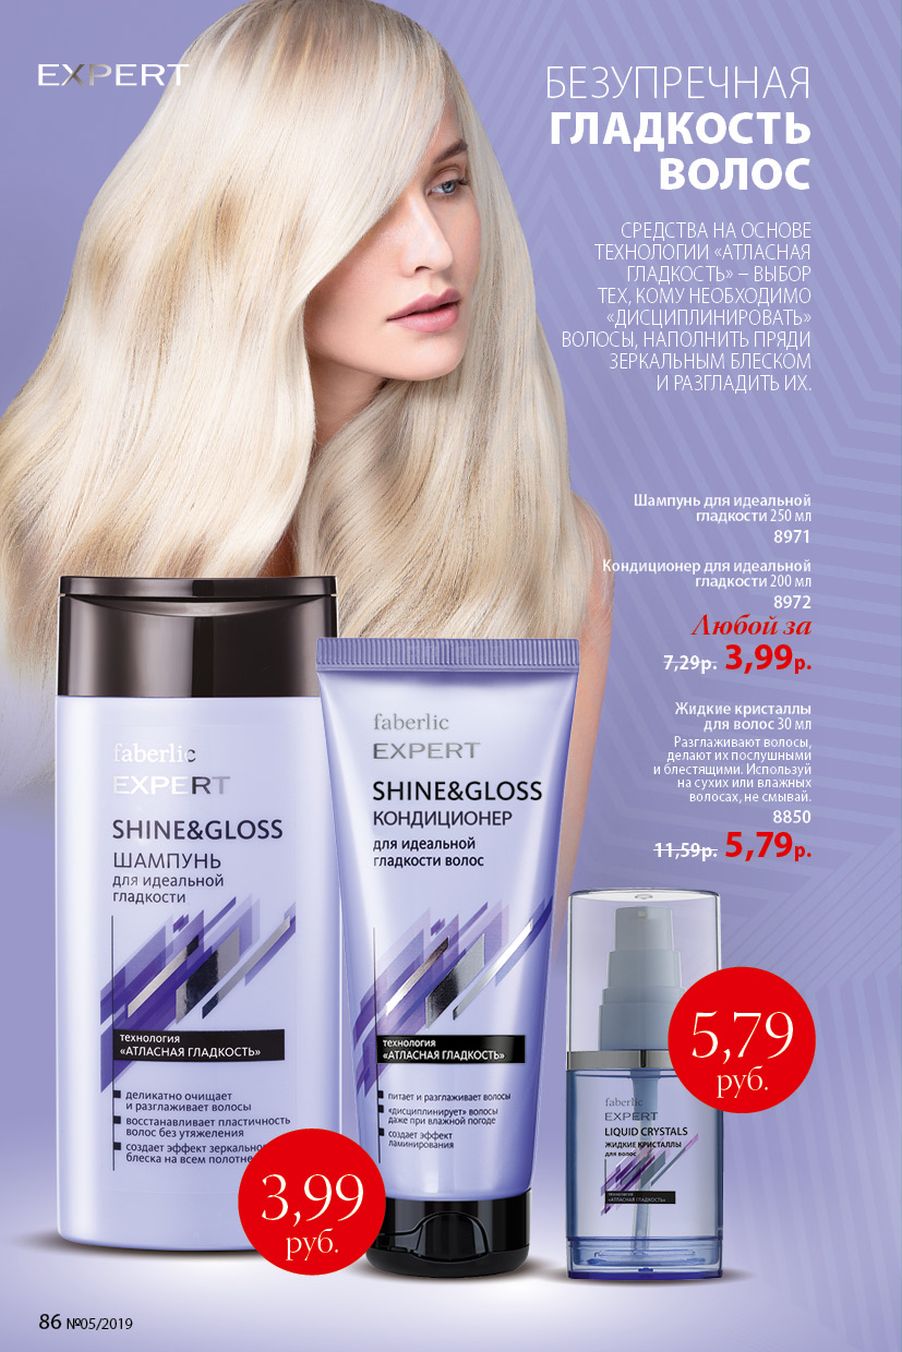 EXPERT
БЕЗУПРЕЧНАЯ
ГЛАДКОСТЬ
ВОЛОС
СРЕДСТВА НА ОСНОВЕ
ТЕХНОЛОГИИ «АТЛАСНАЯ
ГЛАДКОСТЬ» – ВЫБОР
ТЕХ, КОМУ НЕОБХОДИМО
«ДИСЦИПЛИНИРОВАТЬ»
ВОЛОСЫ, НАПОЛНИТЬ ПРЯДИ
ЗЕРКАЛЬНЫМ БЛЕСКОМ
И РАЗГЛАДИТЬ ИХ.
Шампунь для идеальной
гладкости 250 мл
8971
Кондиционер для идеальной
гладкости 200 мл
8972
Любой за
7,29р. 3,99р.
Жидкие кристаллы
для волос 30 мл
Разглаживают волосы,
делают их послушными
и блестящими. Используй
на сухих или влажных
волосах, не смывай.
8850
11,59р. 5,79р.
faberlic
EXPERT
SHINE&GLOSS
ШАМПУНЬ
для идеальной
гладкости
технология
«АТЛАСНАЯ ГЛАДКОСТЬ»
деликатно очищает
и разглаживает волосы
восстанавливает пластичность
волос без утяжеления
создает эффект зеркально
блеска на всем полотне
faberlic
EXPERT
SHINE&GLOSS
КОНДИЦИОНЕР
для идеальной
гладкости волос
технология
«АТЛАСНАЯ ГЛАДКОСТЬ»
питает и разглаживает волосы
«дисциплинирует» волосы
даже при влажной погоде
создает эффект
ламинирования
faberlic
EXPERT
LIQUID CRYSTALS
ЖИДКИЕ КРИСТАЛЛЫ
для волос
технология
«АТЛАСНАЯ ГЛАДКОСТЬ»
5,79
руб.
3,99
руб.
86 №05/2019